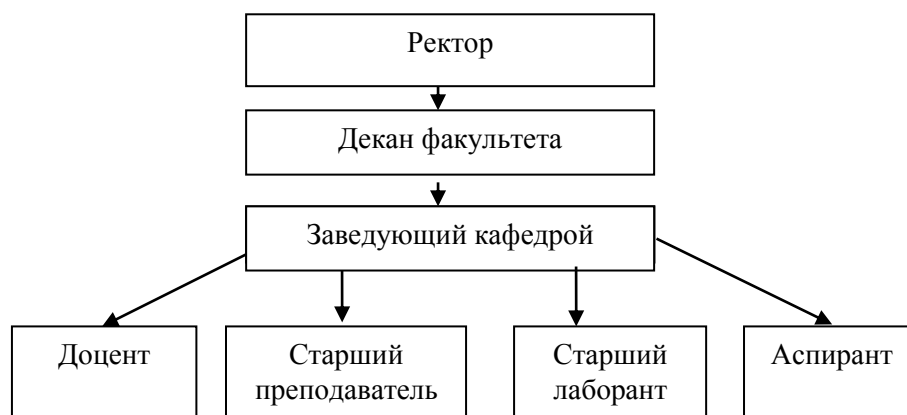 Ректор
Декан факультета
Заведующий кафедрой
Доцент
Старший
преподаватель
Старший
лаборант
Аспирант